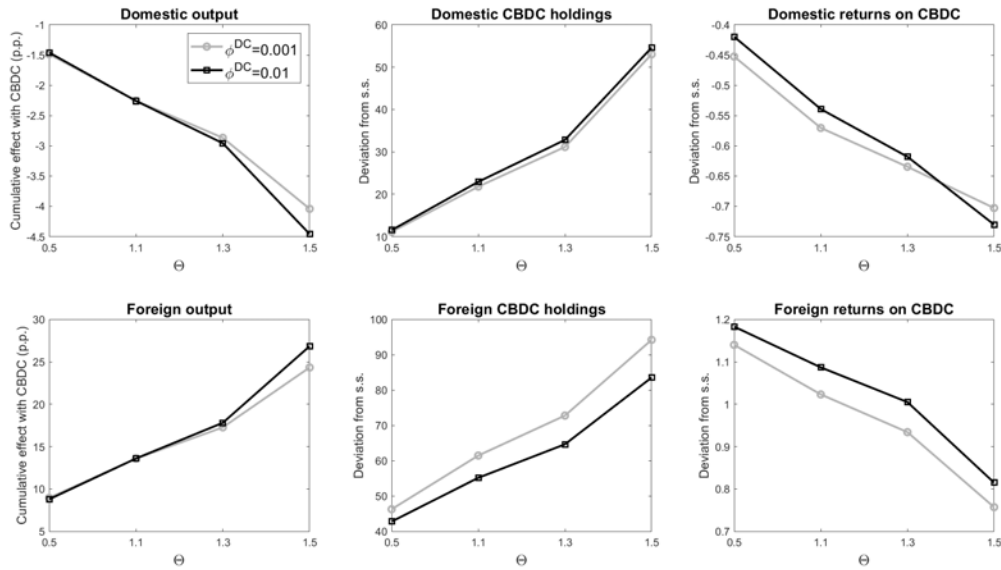 Domestic output
Cumulative effect with CBDC (p.p.)
-1
-1.5
-2
-2.5
-3
-3.5
-4
-4.5
ϕ^DC=0.001
ϕ^DC=0.01
0.5 1.1 1.3 1.5
Θ
Domestic CBDC holdings
Deviation from s.s.
60
50
40
30
20
10
0.5 1.1 1.3 1.5
Θ
Domestic returns on CBDC
Deviation from s.s.
-0.4
-0.45
-0.5
-0.55
-0.6
-0.65
-0.7
-0.75
0.5 1.1 1.3 1.5
Θ
Foreign output
Cumulative effect with CBDC (p.p.)
30
25
20
15
10
5
0.5 1.1 1.3 1.5
Θ
Foreign CBDC holdings
Deviation from s.s.
100
90
80
70
60
50
40
0.5 1.1 1.3 1.5
Θ
Foreign returns on CBDC
Deviation from s.s.
1.2
1.1
1
0.9
0.8
0.7
0.5 1.1 1.3 1.5
Θ